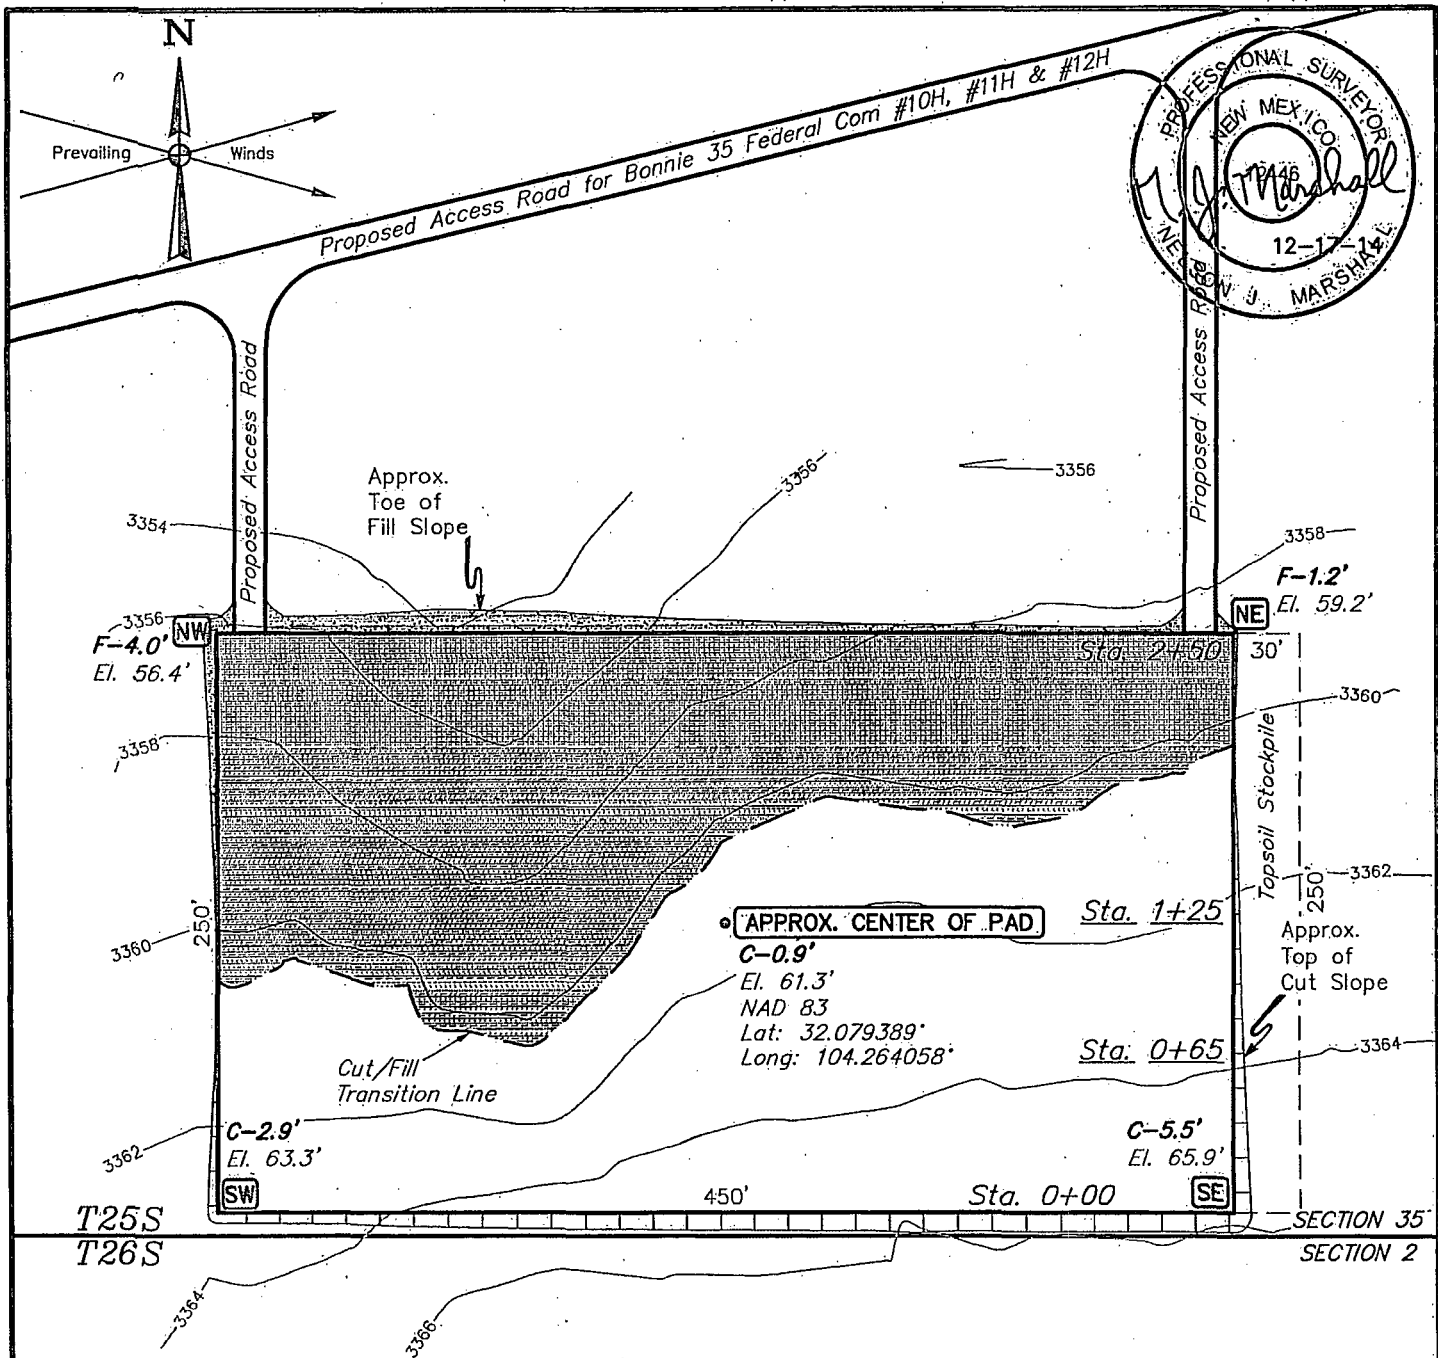 N
Prevailing Winds
Proposed Access Road for Bonnie 35 Federal Com #10H, #11H & #12H
PROFESSIONAL SURVEYOR
NEW MEXICO
N.J. Marshall
12-17-14
NELSON J. MARSHALL
Proposed Access Road
Proposed Access Road
Approx.
Toe of
Fill Slope
3356
3356
3354
3358
F-1.2'
NE
El. 59.2'
3356
NW
F-4.0'
El. 56.4'
Sta. 2+50
30'
3360
3358
Topsoil Stockpile
3362
250'
250'
3360
APPROX. CENTER OF PAD
Sta. 1+25
C-0.9'
El. 61.3'
NAD 83
Lat: 32.079389°
Long: 104.264058°
Approx.
Top of
Cut Slope
Sta. 0+65
3364
Cut/Fill
Transition Line
C-2.9'
El. 63.3'
3362
C-5.5'
El. 65.9'
SW
450'
Sta. 0+00
SE
T25S
SECTION 35
T26S
SECTION 2
3364
3366